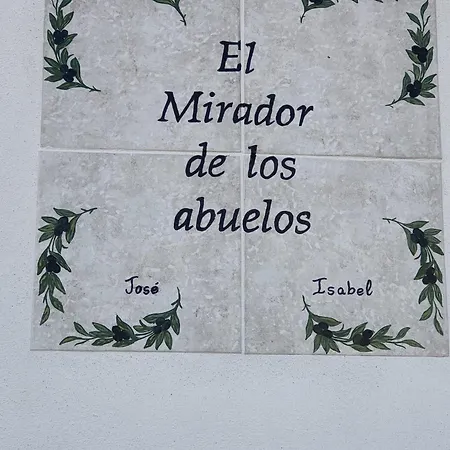 El
Mirador
de los
abuelos
José Isabel